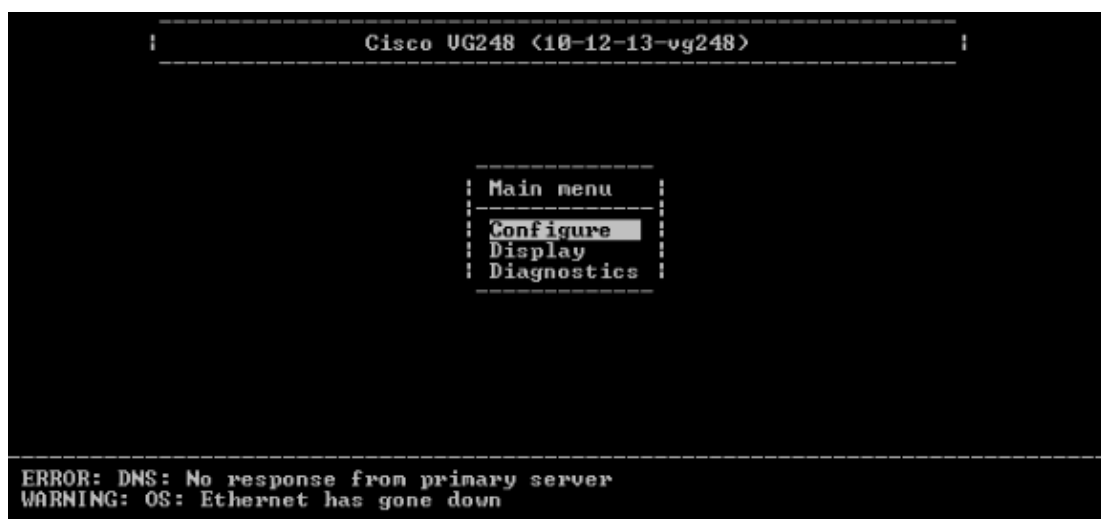 Cisco VG248 (10-12-13-vg248)
Main menu
Configure
Display
Diagnostics
ERROR: DNS: No response from primary server
WARNING: OS: Ethernet has gone down